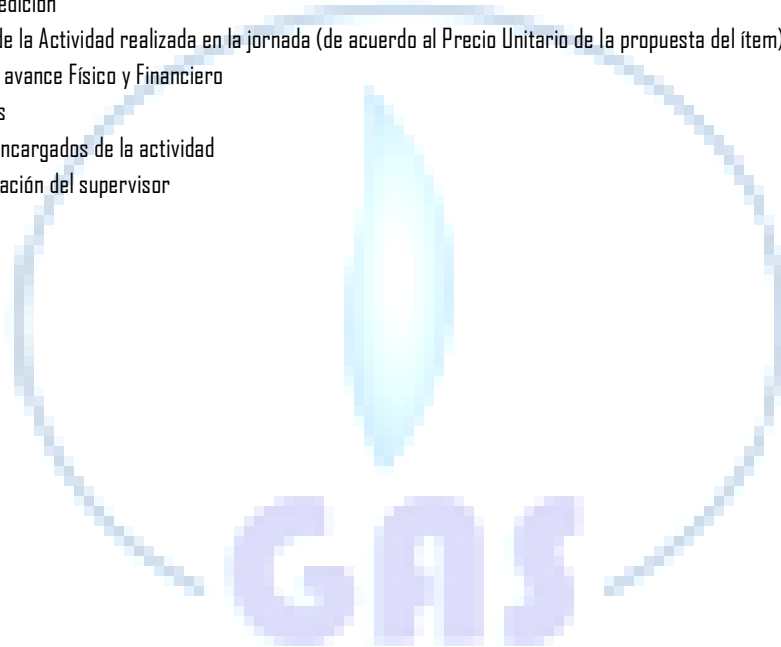 edición
de la Actividad realizada en la jornada (de acuerdo al Precio Unitario de la propuesta del ítem)
avance Físico y Financiero
s
ncargados de la actividad
ación del supervisor
GAS